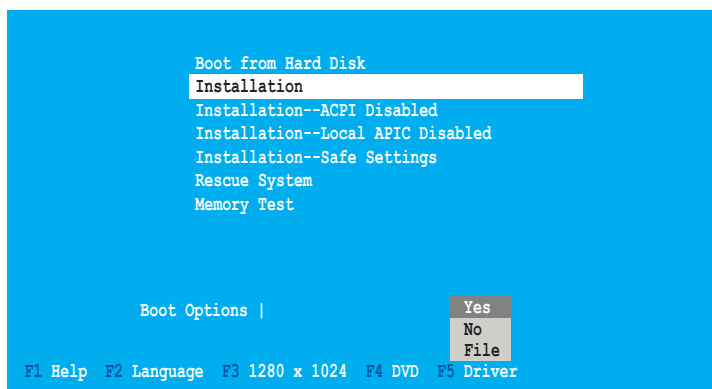 Boot from Hard Disk
Installation
Installation--ACPI Disabled
Installation--Local APIC Disabled
Installation--Safe Settings
Rescue System
Memory Test
Boot Options |
Yes
No
File
F1 Help F2 Language F3 1280 x 1024 F4 DVD F5 Driver